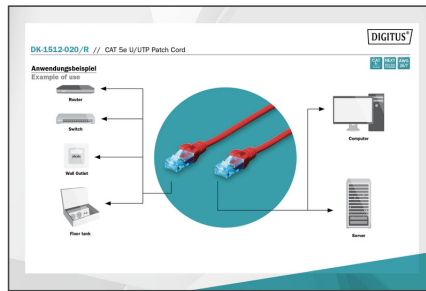 DIGITUS®
DK-1512-020/R // CAT 5e U/UTP Patch Cord
Anwendungsbeispiel
Example of use
Router
Switch
Wall Outlet
Floor tank
Computer
Server